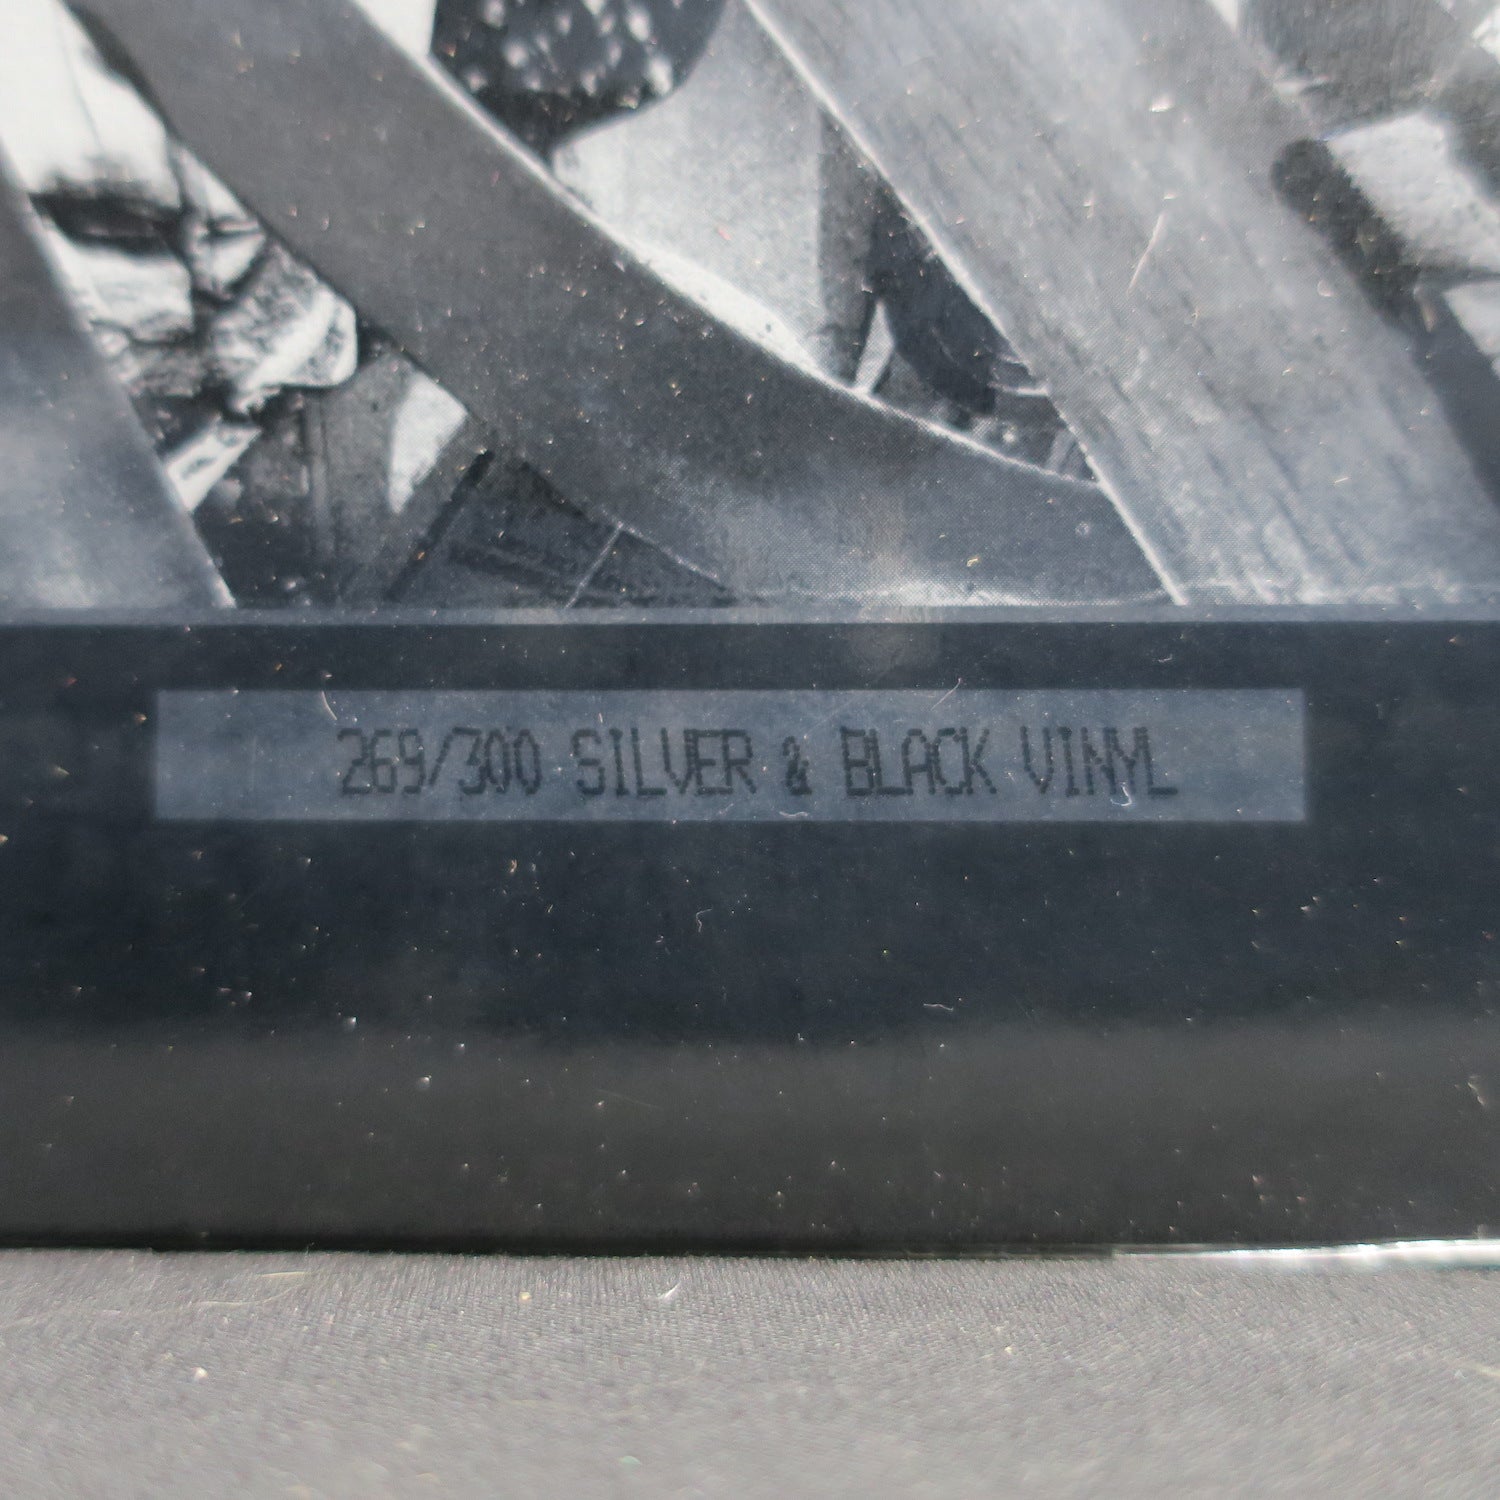 269/300 SILVER & BLACK VINYL